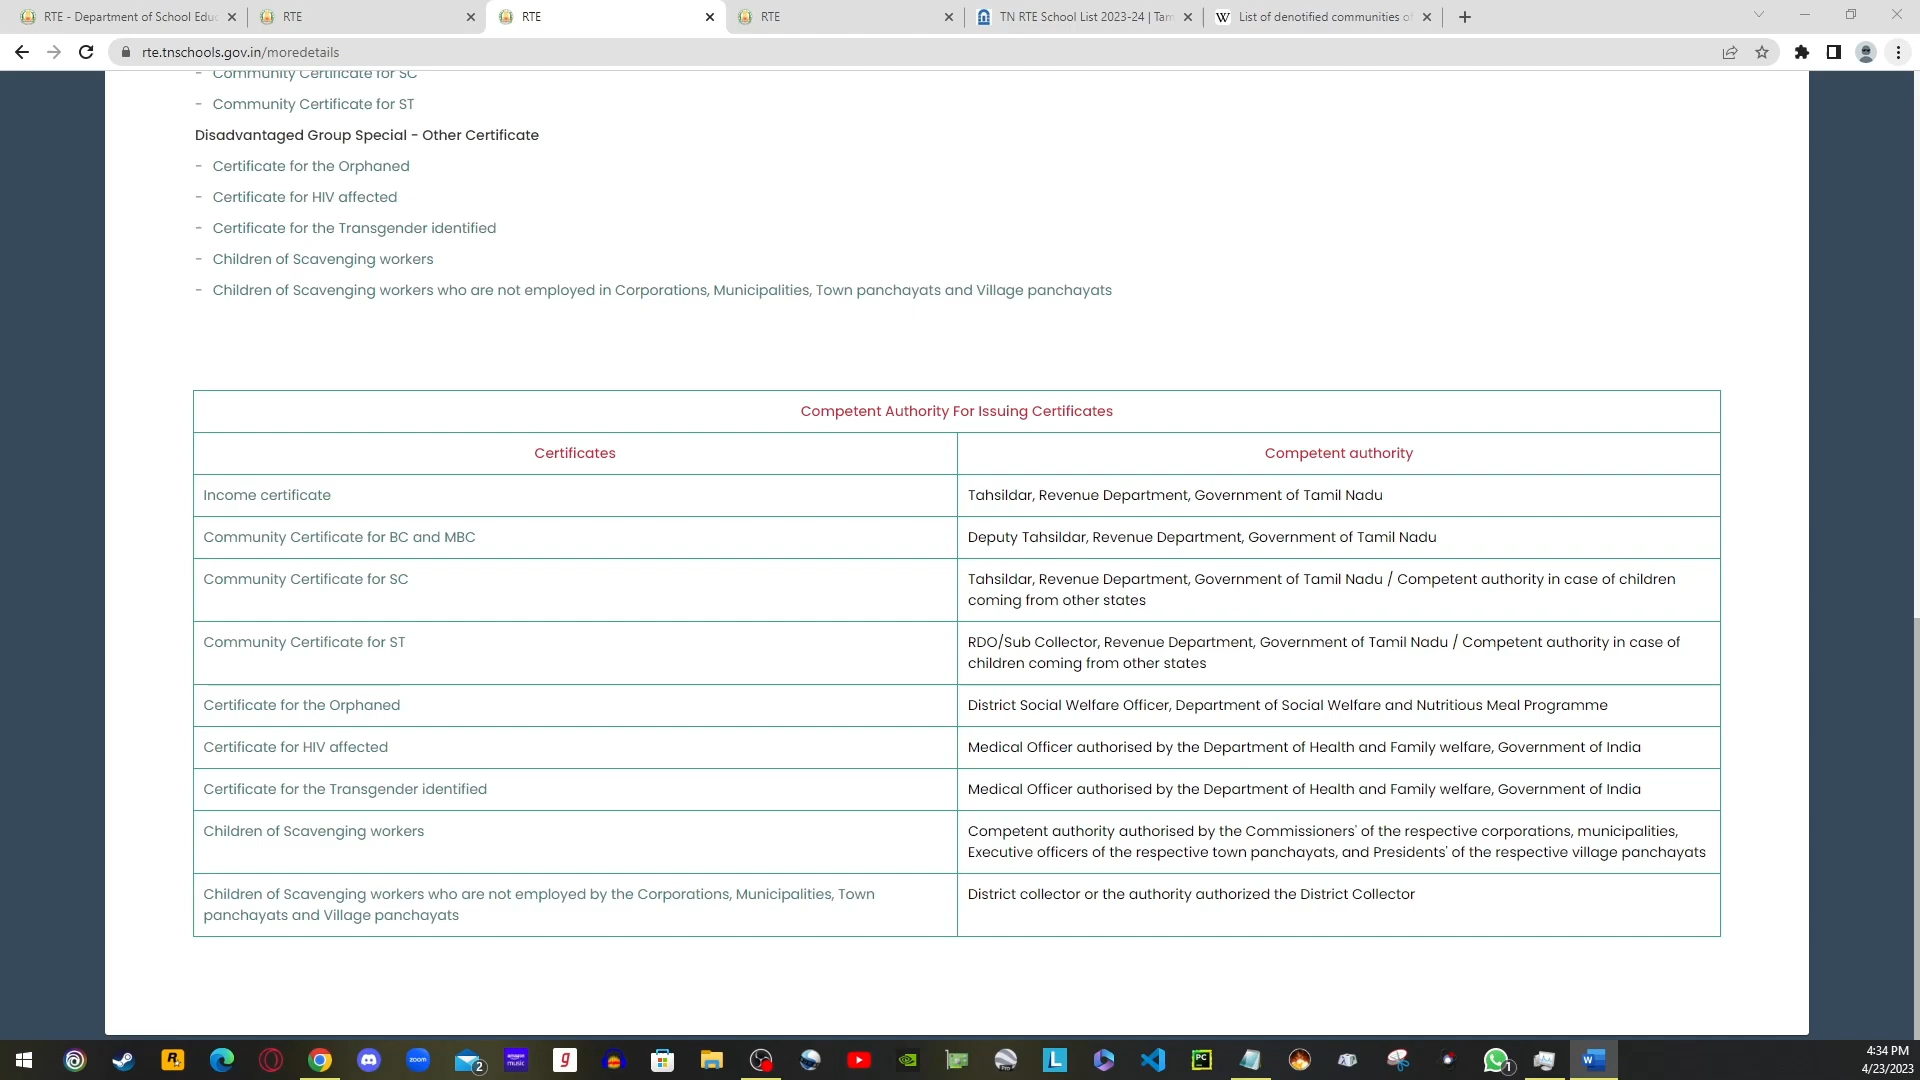 RTE - Department of School Educ
RTE
RTE
RTE
TN RTE School List 2023-24 | Tam
List of denotified communities of
rte.tnschools.gov.in/moredetails
- Community Certificate for SC
- Community Certificate for ST
Disadvantaged Group Special - Other Certificate
- Certificate for the Orphaned
- Certificate for HIV affected
- Certificate for the Transgender identified
- Children of Scavenging workers
- Children of Scavenging workers who are not employed in Corporations, Municipalities, Town panchayats and Village panchayats
Competent Authority For Issuing Certificates
Certificates
Competent authority
Income certificate
Tahsildar, Revenue Department, Government of Tamil Nadu
Community Certificate for BC and MBC
Deputy Tahsildar, Revenue Department, Government of Tamil Nadu
Community Certificate for SC
Tahsildar, Revenue Department, Government of Tamil Nadu / Competent authority in case of children
coming from other states
Community Certificate for ST
RDO/Sub Collector, Revenue Department, Government of Tamil Nadu / Competent authority in case of
children coming from other states
Certificate for the Orphaned
District Social Welfare Officer, Department of Social Welfare and Nutritious Meal Programme
Certificate for HIV affected
Medical Officer authorised by the Department of Health and Family welfare, Government of India
Certificate for the Transgender identified
Medical Officer authorised by the Department of Health and Family welfare, Government of India
Children of Scavenging workers
Competent authority authorised by the Commissioners' of the respective corporations, municipalities,
Executive officers of the respective town panchayats, and Presidents' of the respective village panchayats
Children of Scavenging workers who are not employed by the Corporations, Municipalities, Town
panchayats and Village panchayats
District collector or the authority authorized the District Collector
zoom
2
amazon music
g
L
PC
1
W
4:34 PM
4/23/2023